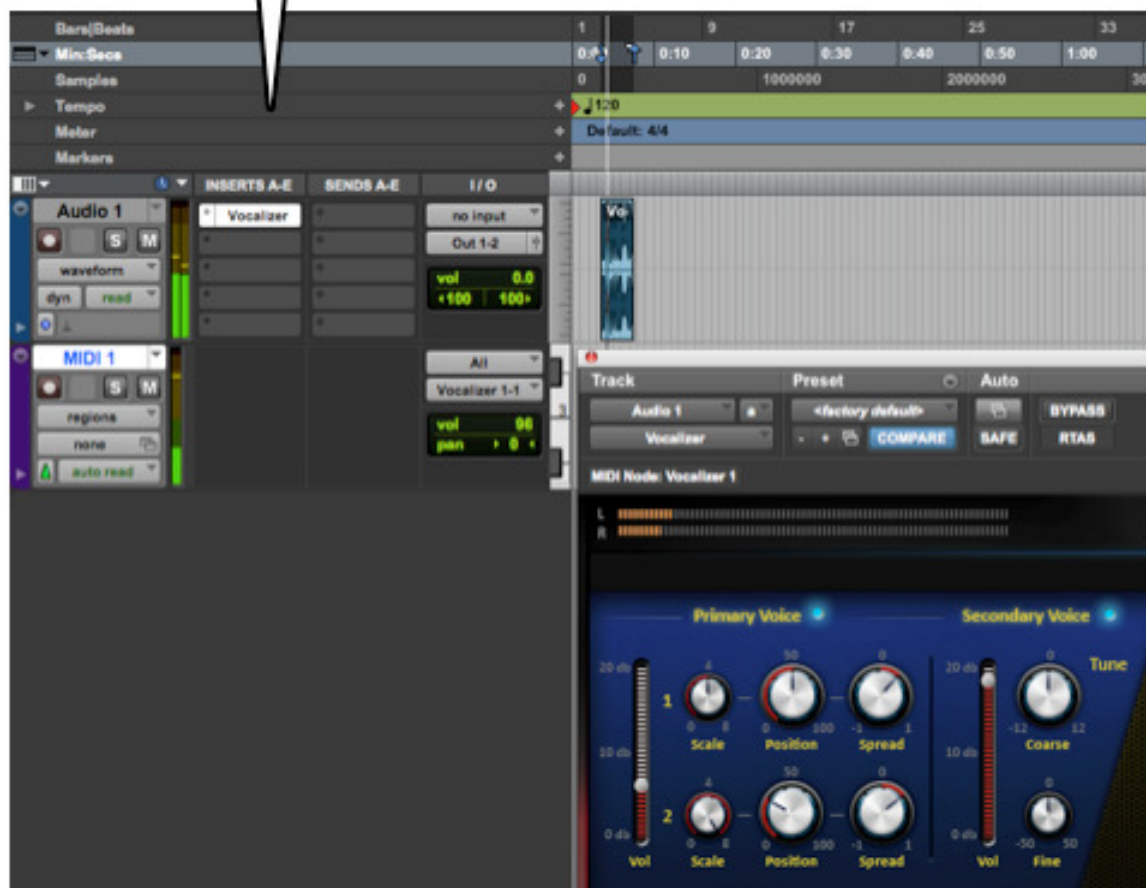 Bars|Beats 1 9 17 25 33
Min:Secs 0:00 0:10 0:20 0:30 0:40 0:50 1:00
Samples 0 1000000 2000000 30
Tempo + 120
Meter + Default: 4/4
Markers +
INSERTS A-E SENDS A-E I / O
Audio 1 Vocalizer no input Vo
S M Out 1-2
waveform vol 0.0
dyn read 100 100
MIDI 1 All
S M Vocalizer 1-1 3
regions vol 96
none pan 0
auto read
Track Preset Auto
Audio 1 a <factory default> BYPASS
Vocalizer - + COMPARE SAFE RTAS
MIDI Node: Vocalizer 1
L
R
Primary Voice Secondary Voice
20 db 4 50 0 20 db 0 Tune
1
0 8 0 100 -1 1 -12 12
Scale Position Spread Coarse
10 db 10 db
4 50 0 0
2
0 db 0 8 0 100 -1 1 0 db -50 50
Vol Scale Position Spread Vol Fine